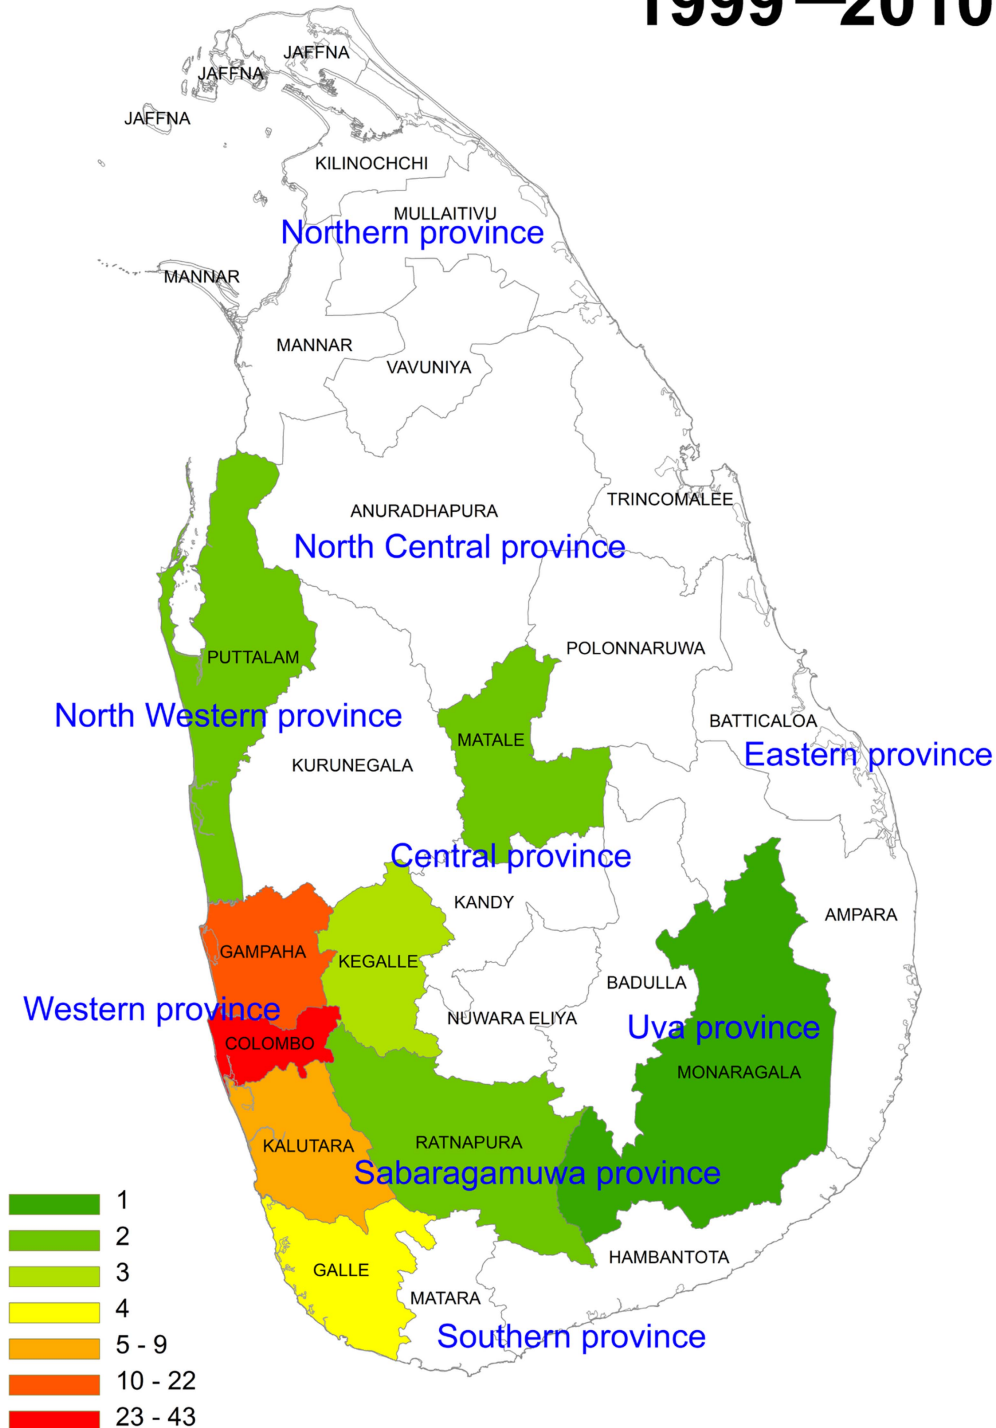 1999–2010
JAFFNA
JAFFNA
JAFFNA
KILINOCHCHI
MULLAITIVU
Northern province
MANNAR
MANNAR
VAVUNIYA
TRINCOMALEE
ANURADHAPURA
North Central province
POLONNARUWA
PUTTALAM
North Western province
BATTICALOA
MATALE
Eastern province
KURUNEGALA
Central province
KANDY
AMPARA
GAMPAHA
KEGALLE
BADULLA
Western province
NUWARA ELIYA
Uva province
COLOMBO
MONARAGALA
KALUTARA
RATNAPURA
Sabaragamuwa province
HAMBANTOTA
GALLE
MATARA
Southern province
1
2
3
4
5 - 9
10 - 22
23 - 43